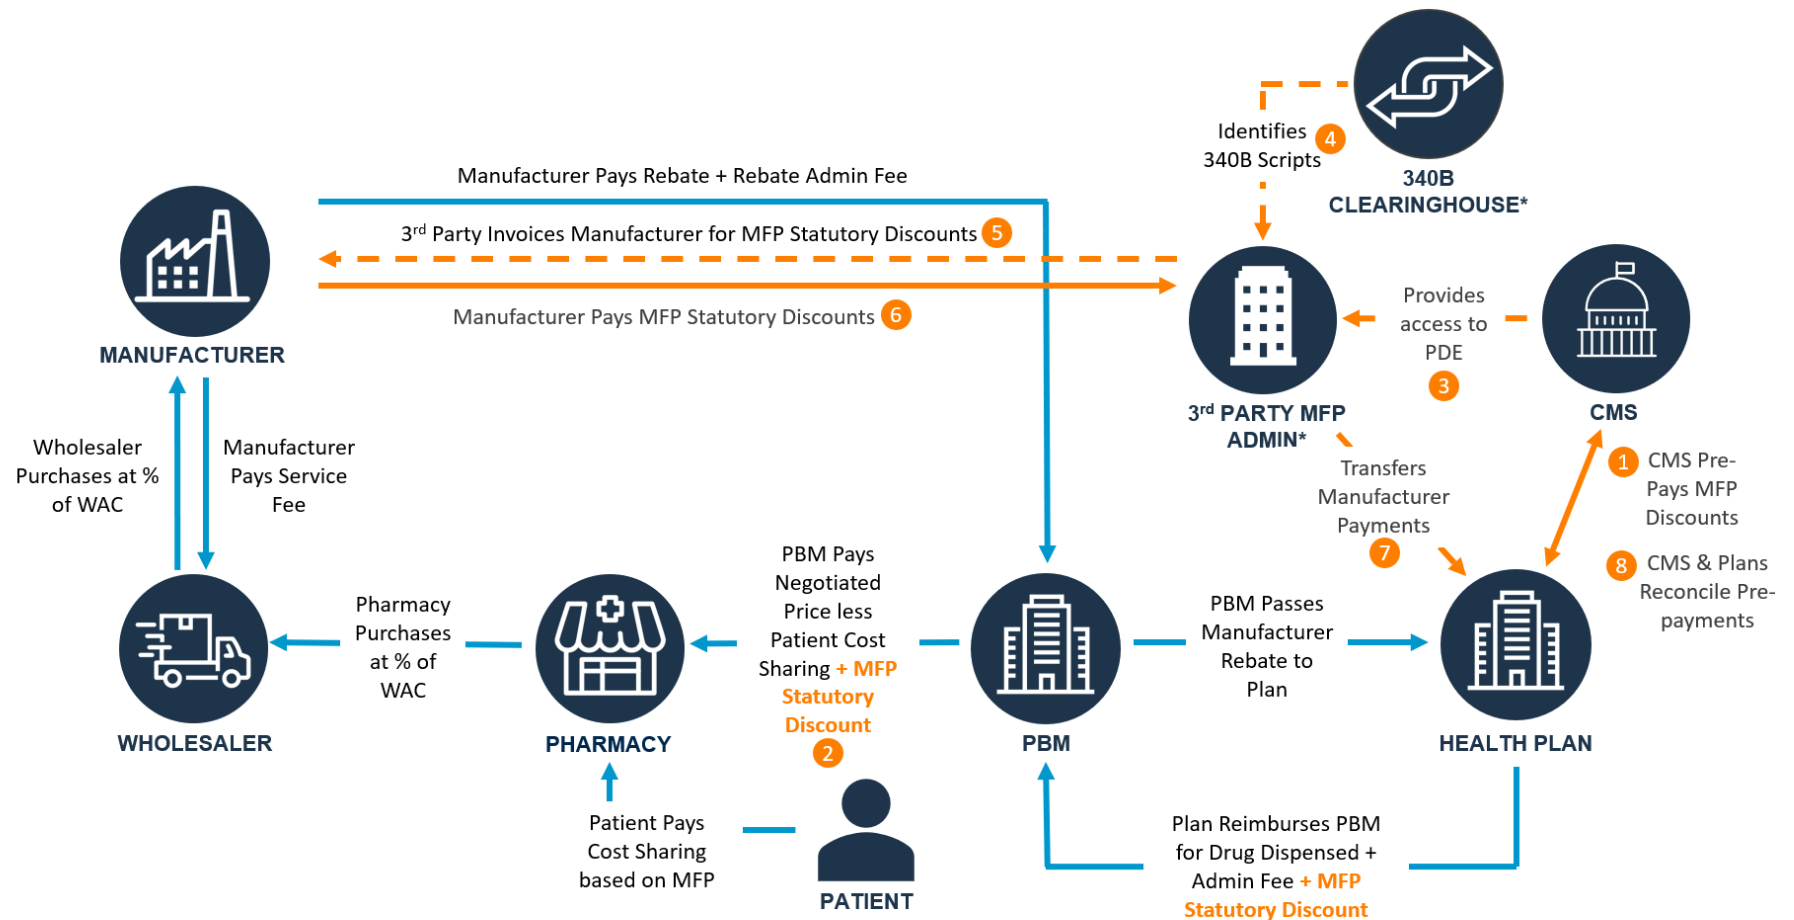 Identifies
340B Scripts
4
340B
CLEARINGHOUSE*
Manufacturer Pays Rebate + Rebate Admin Fee
3rd Party Invoices Manufacturer for MFP Statutory Discounts 5
Manufacturer Pays MFP Statutory Discounts 6
MANUFACTURER
3rd PARTY MFP
ADMIN*
Provides
access to
PDE
3
CMS
Wholesaler
Purchases at %
of WAC
Manufacturer
Pays Service
Fee
Transfers
Manufacturer
Payments
7
1 CMS Pre-
Pays MFP
Discounts
8 CMS & Plans
Reconcile Pre-
payments
WHOLESALER
Pharmacy
Purchases
at % of
WAC
PHARMACY
PBM Pays
Negotiated
Price less
Patient Cost
Sharing + MFP
Statutory
Discount
2
PBM
PBM Passes
Manufacturer
Rebate to
Plan
HEALTH PLAN
Patient Pays
Cost Sharing
based on MFP
PATIENT
Plan Reimburses PBM
for Drug Dispensed +
Admin Fee + MFP
Statutory Discount